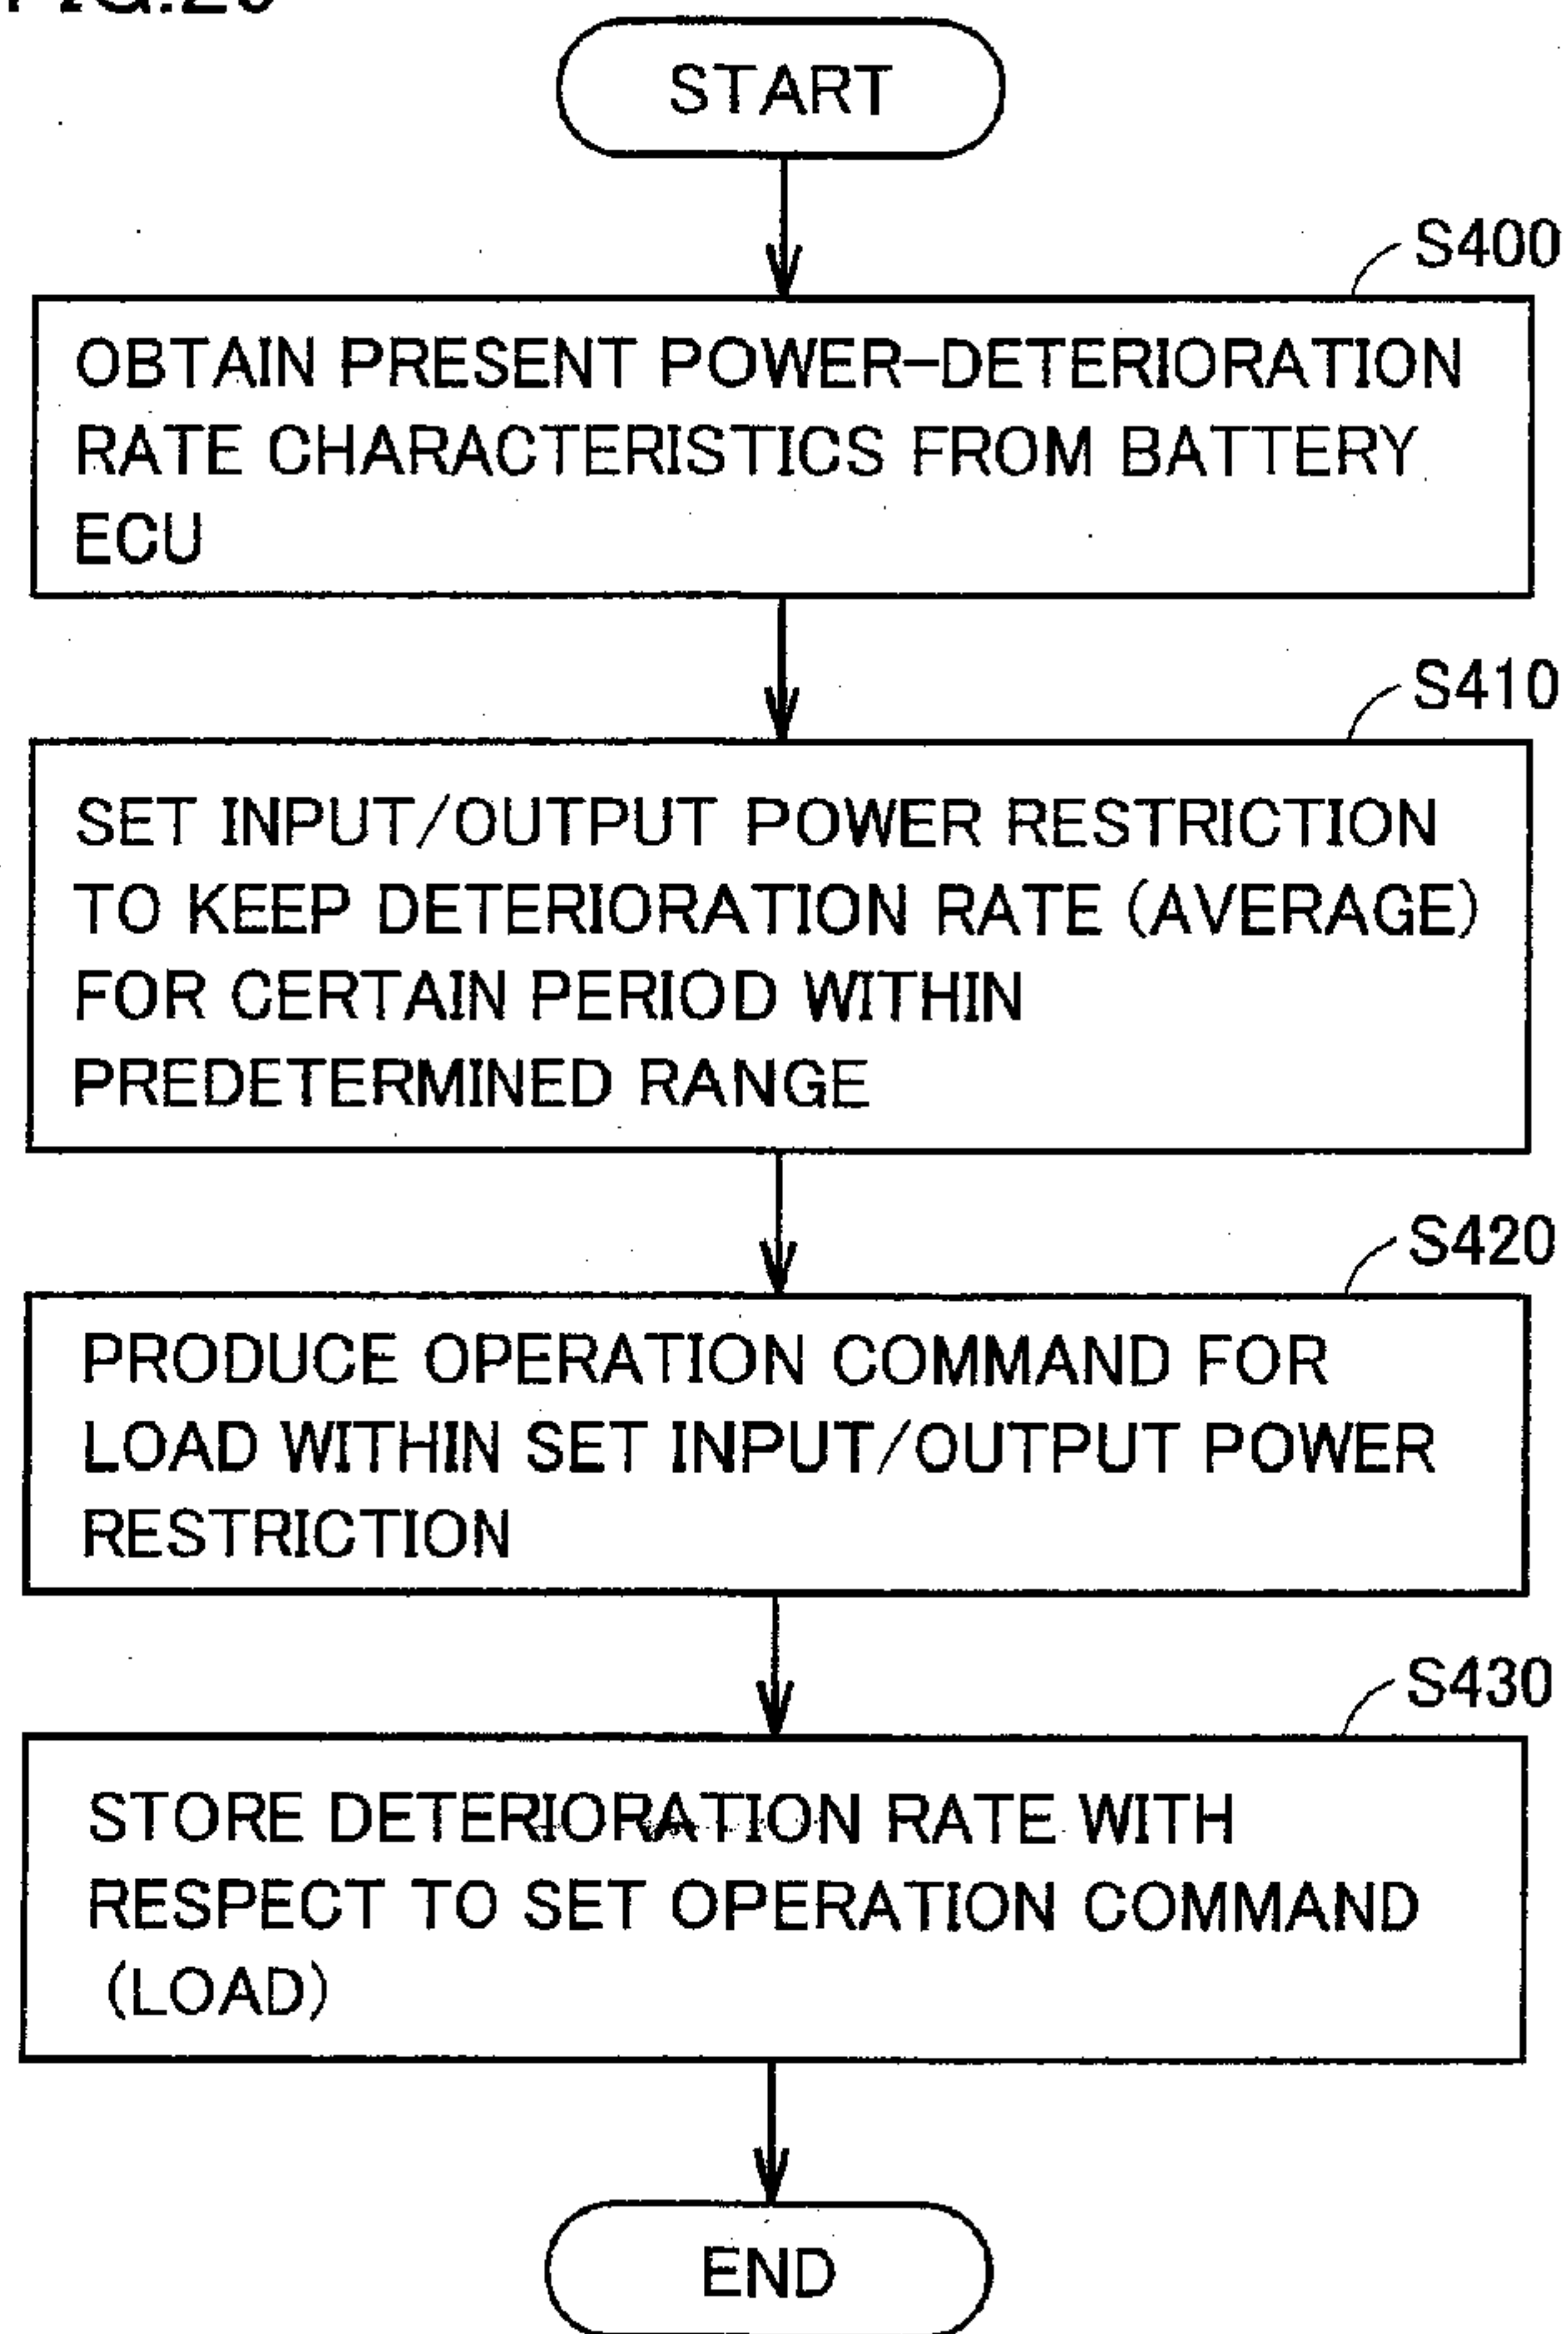 START
S400
OBTAIN PRESENT POWER-DETERIORATION
RATE CHARACTERISTICS FROM BATTERY
ECU
S410
SET INPUT/OUTPUT POWER RESTRICTION
TO KEEP DETERIORATION RATE (AVERAGE)
FOR CERTAIN PERIOD WITHIN
PREDETERMINED RANGE
S420
PRODUCE OPERATION COMMAND FOR
LOAD WITHIN SET INPUT/OUTPUT POWER
RESTRICTION
S430
STORE DETERIORATION RATE WITH
RESPECT TO SET OPERATION COMMAND
(LOAD)
END